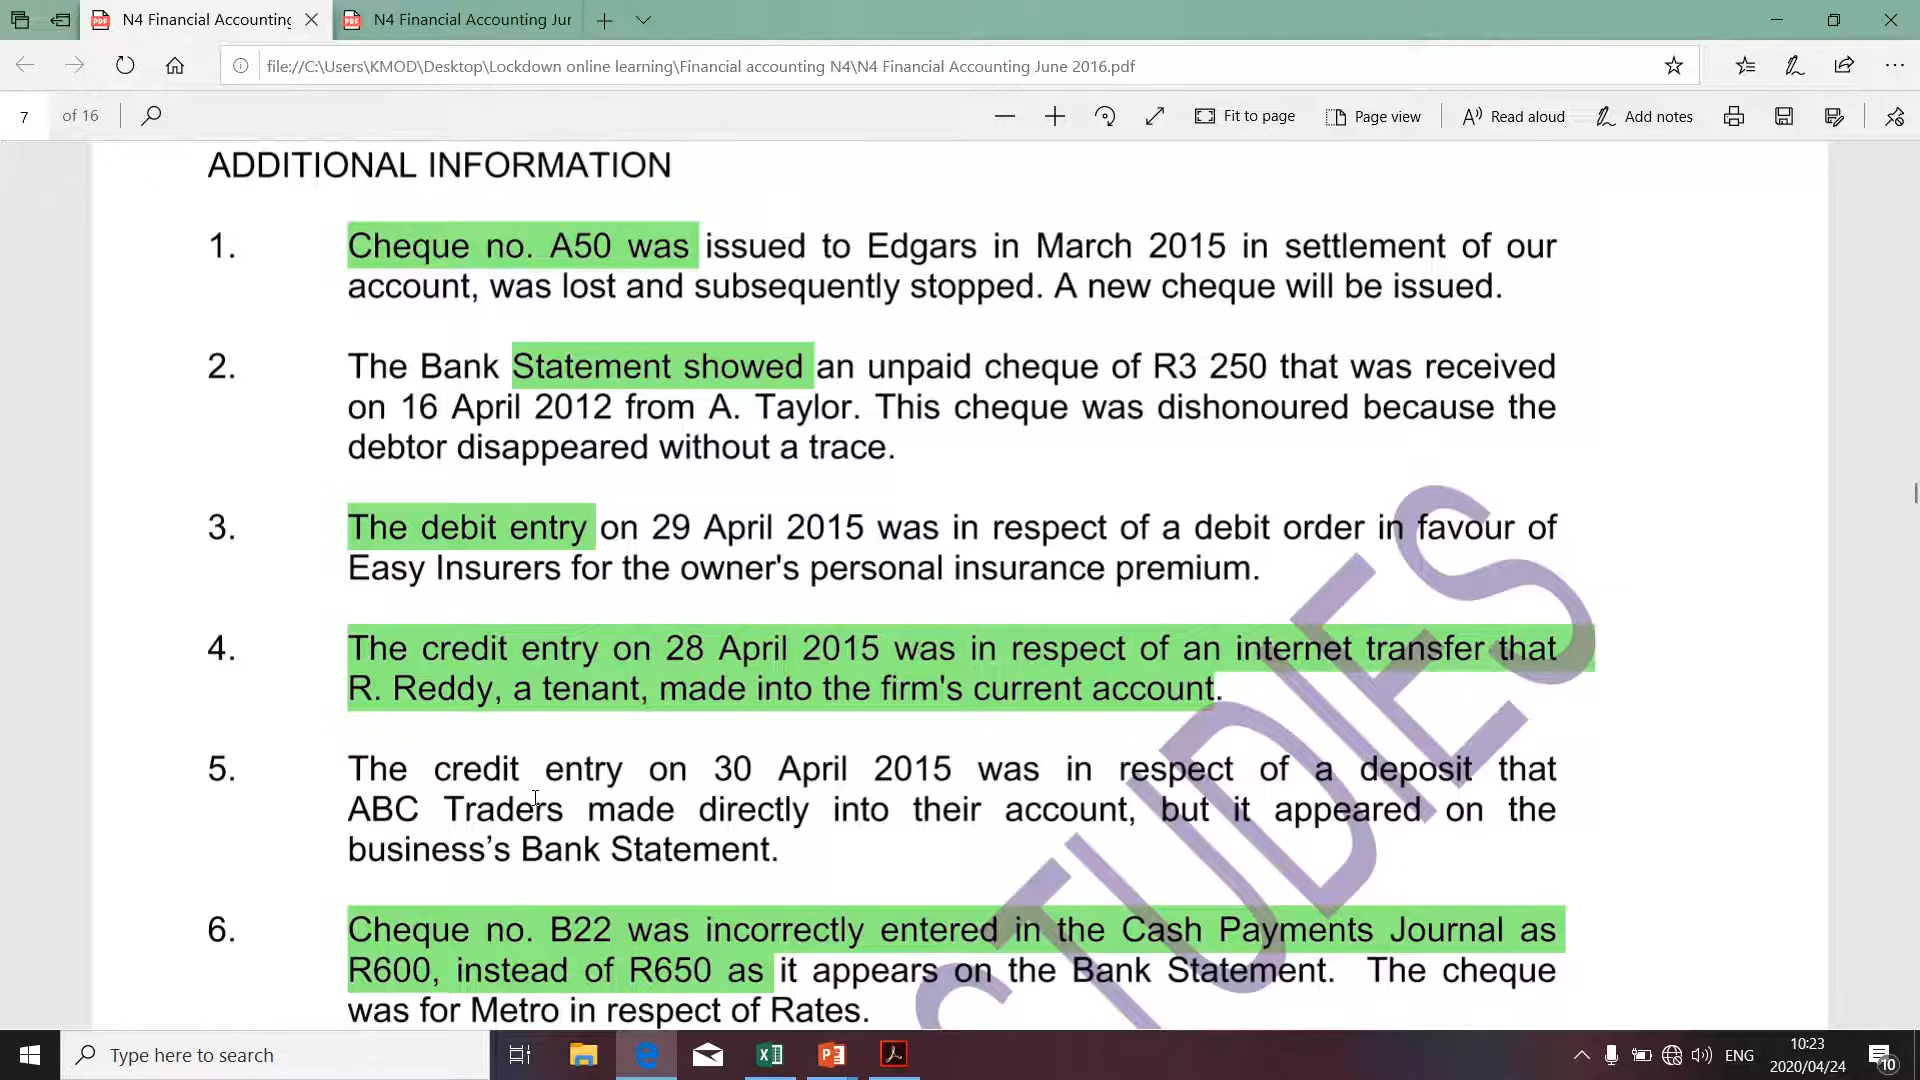 N4 Financial Accounting
N4 Financial Accounting Jur
file://C:\Users\KMOD\Desktop\Lockdown online learning\Financial accounting N4\N4 Financial Accounting June 2016.pdf
7 of 16
Fit to page
Page view
Read aloud
Add notes
ADDITIONAL INFORMATION
1. Cheque no. A50 was issued to Edgars in March 2015 in settlement of our
account, was lost and subsequently stopped. A new cheque will be issued.
2. The Bank Statement showed an unpaid cheque of R3 250 that was received
on 16 April 2012 from A. Taylor. This cheque was dishonoured because the
debtor disappeared without a trace.
3. The debit entry on 29 April 2015 was in respect of a debit order in favour of
Easy Insurers for the owner's personal insurance premium.
4. The credit entry on 28 April 2015 was in respect of an internet transfer that
R. Reddy, a tenant, made into the firm's current account.
5. The credit entry on 30 April 2015 was in respect of a deposit that
ABC Traders made directly into their account, but it appeared on the
business’s Bank Statement.
6. Cheque no. B22 was incorrectly entered in the Cash Payments Journal as
R600, instead of R650 as it appears on the Bank Statement. The cheque
was for Metro in respect of Rates.
STUDIES
Type here to search
ENG
10:23
2020/04/24
10